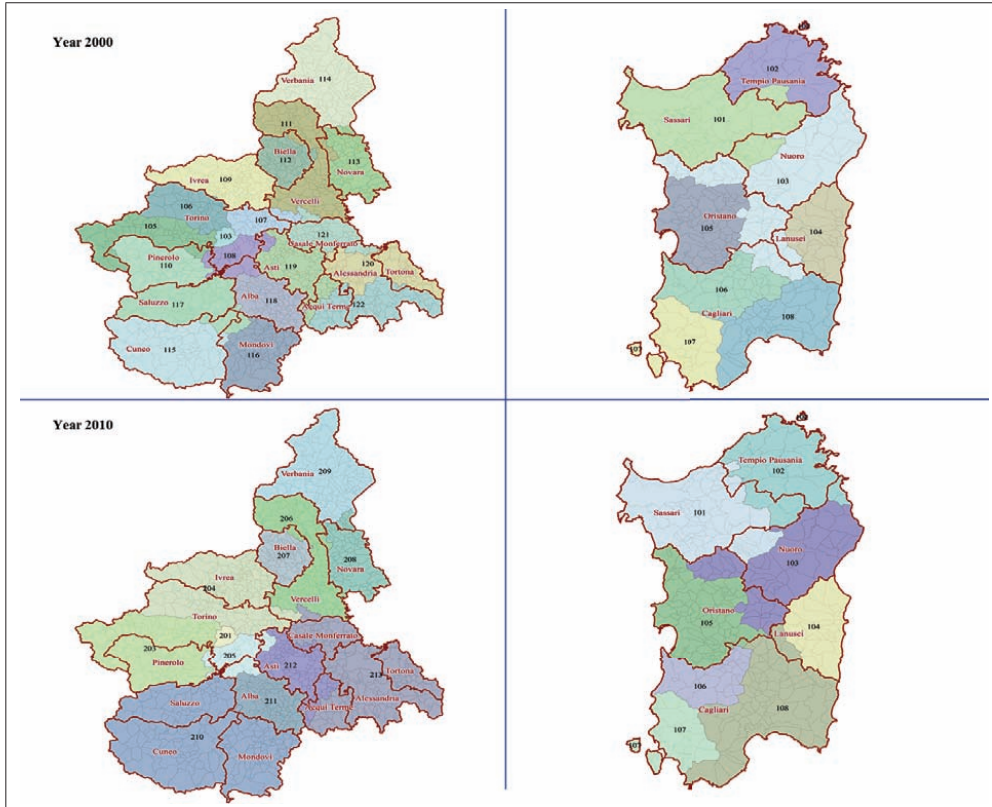 Year 2000
114
Verbania
111
Biella
112
113
Novara
Ivrea
109
Vercelli
106
Torino
107
105
103
121
Casale Monferrato
108
Pinerolo
110
Asti
119
120
Alessandria
Tortona
Alba
118
Saluzzo
117
Acqui Terme
122
Cuneo
115
Mondovi
116
102
Tempio Pausania
Sassari
101
Nuoro
103
Oristano
105
104
Lanusei
106
Cagliari
108
107
107
Year 2010
209
Verbania
206
Biella
207
208
Novara
Ivrea
204
Vercelli
Torino
201
Casale Monferrato
203
205
Pinerolo
Asti
212
213
Tortona
Saluzzo
Alba
211
Acqui Terme
Alessandria
Cuneo
210
Mondovi
Tempio Pausania
102
Sassari
101
Nuoro
103
Oristano
105
104
Lanusei
106
Cagliari
108
107
107